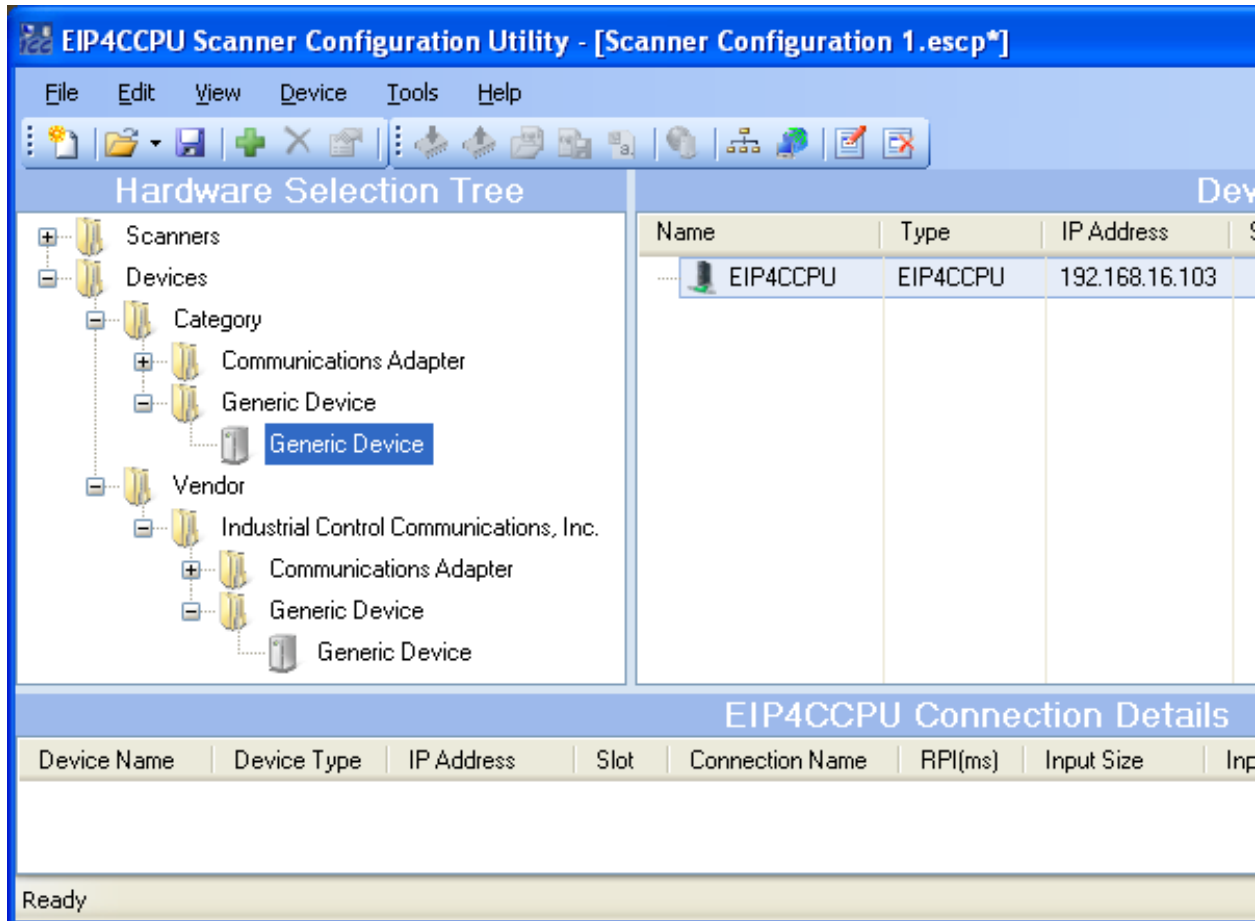 EIP4CCPU Scanner Configuration Utility - [Scanner Configuration 1.escp*]
File Edit View Device Tools Help
Hardware Selection Tree
Scanners
Devices
Category
Communications Adapter
Generic Device
Generic Device
Vendor
Industrial Control Communications, Inc.
Communications Adapter
Generic Device
Generic Device
Dev
Name Type IP Address S
EIP4CCPU EIP4CCPU 192.168.16.103
EIP4CCPU Connection Details
Device Name Device Type IP Address Slot Connection Name RPI(ms) Input Size Inp
Ready